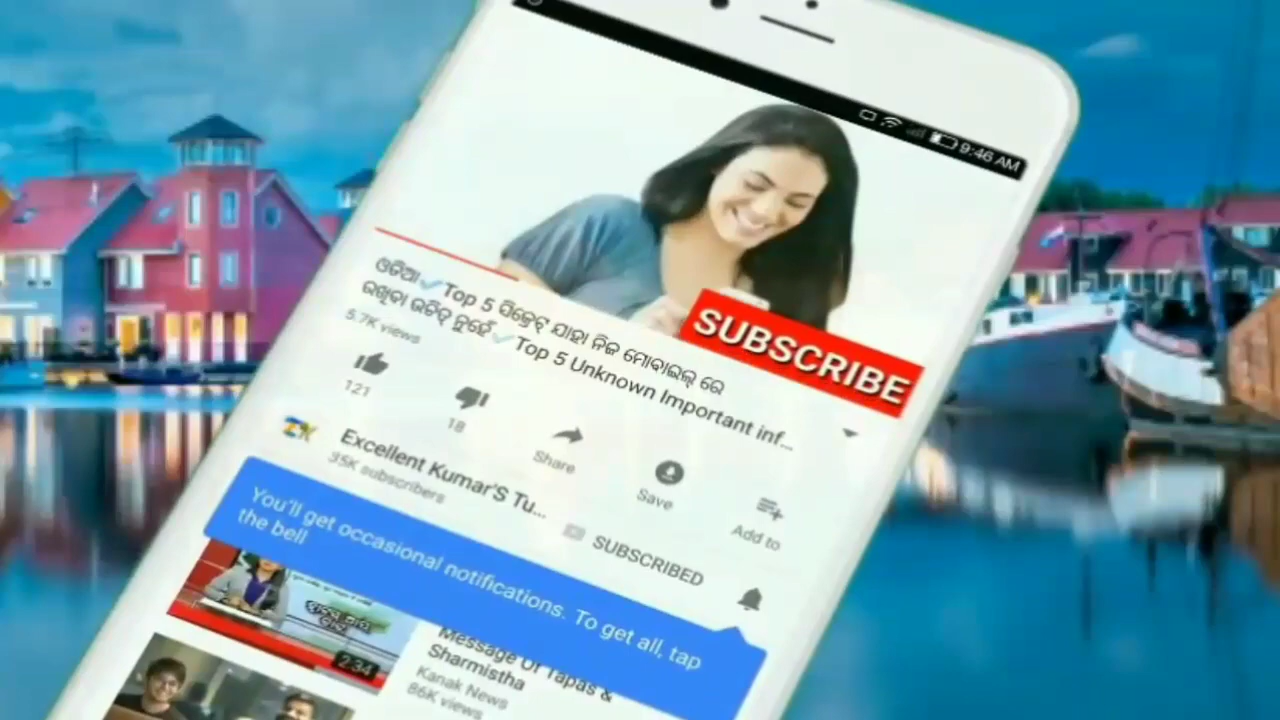 9:46 AM
SUBSCRIBE
ଓଡିଆ✅Top 5 ସିକ୍ରେଟ୍ ଯାହା ନିଜ ମୋବାଇଲ୍ ରେ
ରଖିବା ଉଚିତ୍ ନୁହେଁ✅Top 5 Unknown Important inf...
5.7K views
121
18
Share
Save
Add to
Excellent Kumar'S Tu...
35K subscribers
SUBSCRIBED
You'll get occasional notifications. To get all, tap
the bell
2:34
Message Of Tapas &
Sharmistha
Kanak News
86K views